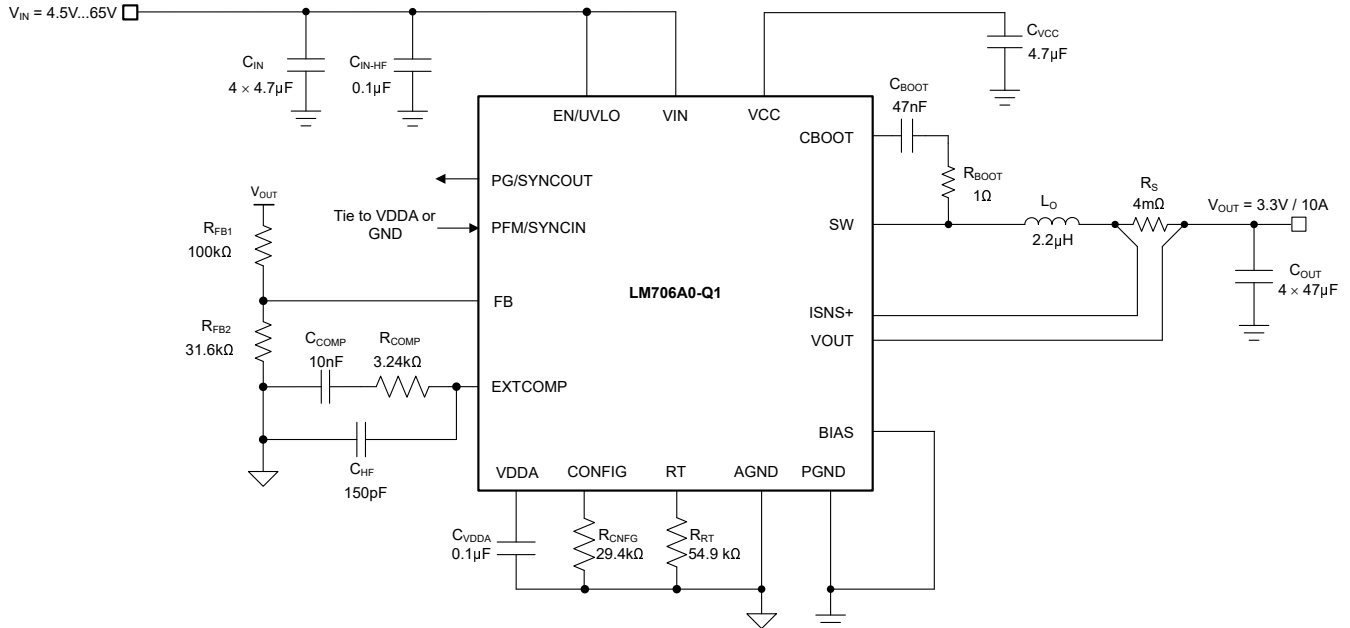 V_IN = 4.5V...65V
C_IN
4 × 4.7µF
C_IN-HF
0.1µF
C_VCC
4.7µF
EN/UVLO
VIN
VCC
C_BOOT
47nF
CBOOT
R_BOOT
1Ω
PG/SYNCOUT
Tie to VDDA or
GND
PFM/SYNCIN
V_OUT
R_FB1
100kΩ
SW
L_O
2.2µH
R_S
4mΩ
V_OUT = 3.3V / 10A
C_OUT
4 × 47µF
LM706A0-Q1
FB
ISNS+
VOUT
R_FB2
31.6kΩ
C_COMP
10nF
R_COMP
3.24kΩ
EXTCOMP
BIAS
C_HF
150pF
VDDA
CONFIG
RT
AGND
PGND
C_VDDA
0.1µF
R_CNFG
29.4kΩ
R_RT
54.9 kΩ